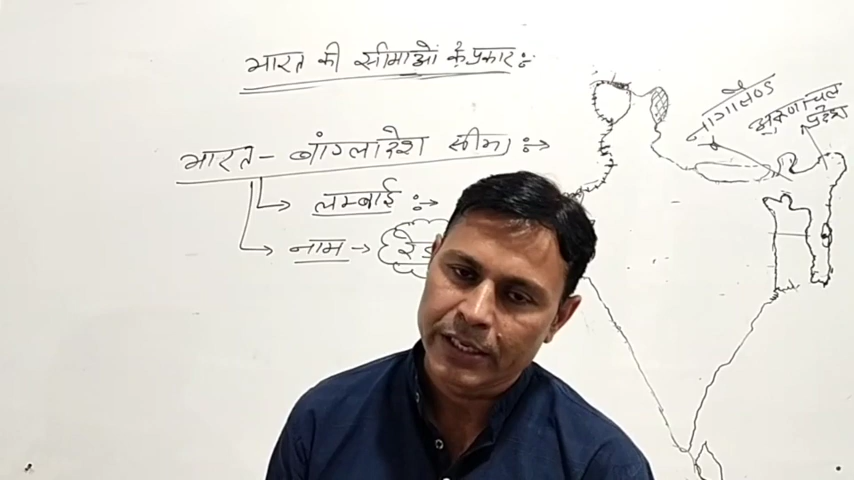 भारत की सीमाओं के प्रकार :-
भारत - बांग्लादेश सीमा :→
→ लम्बाई :→
→ नाम →
नागालैण्ड
अरुणाचल
प्रदेश